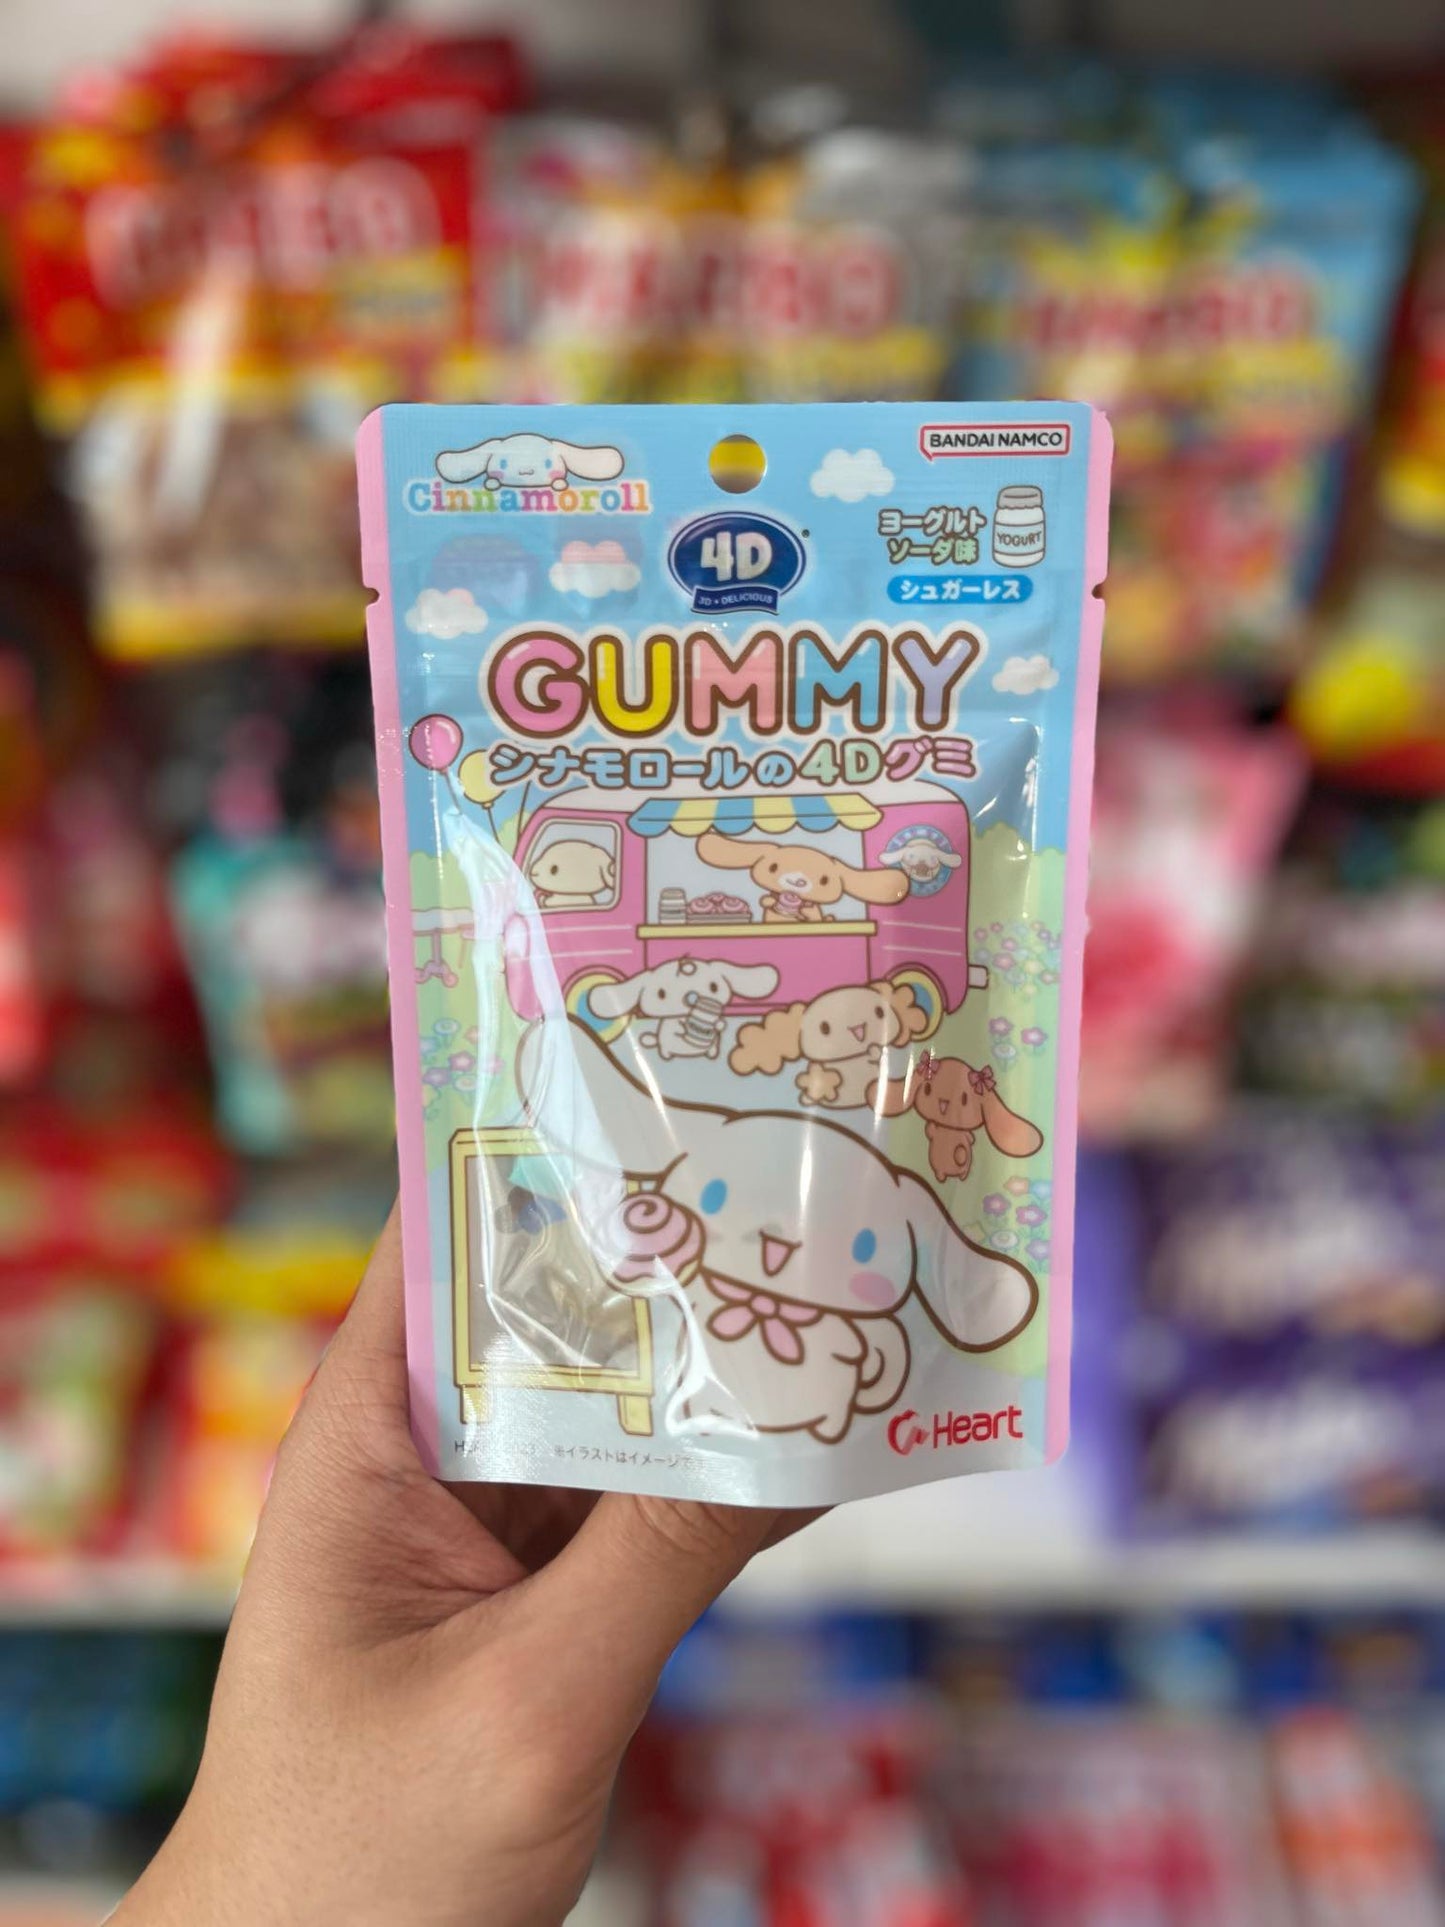 BANDAI NAMCO
Cinnamoroll
4D
3D • DELICIOUS
ヨーグルト
ソーダ味
YOGURT
シュガーレス
GUMMY
シナモロールの4Dグミ
Heart
※イラストはイメージです